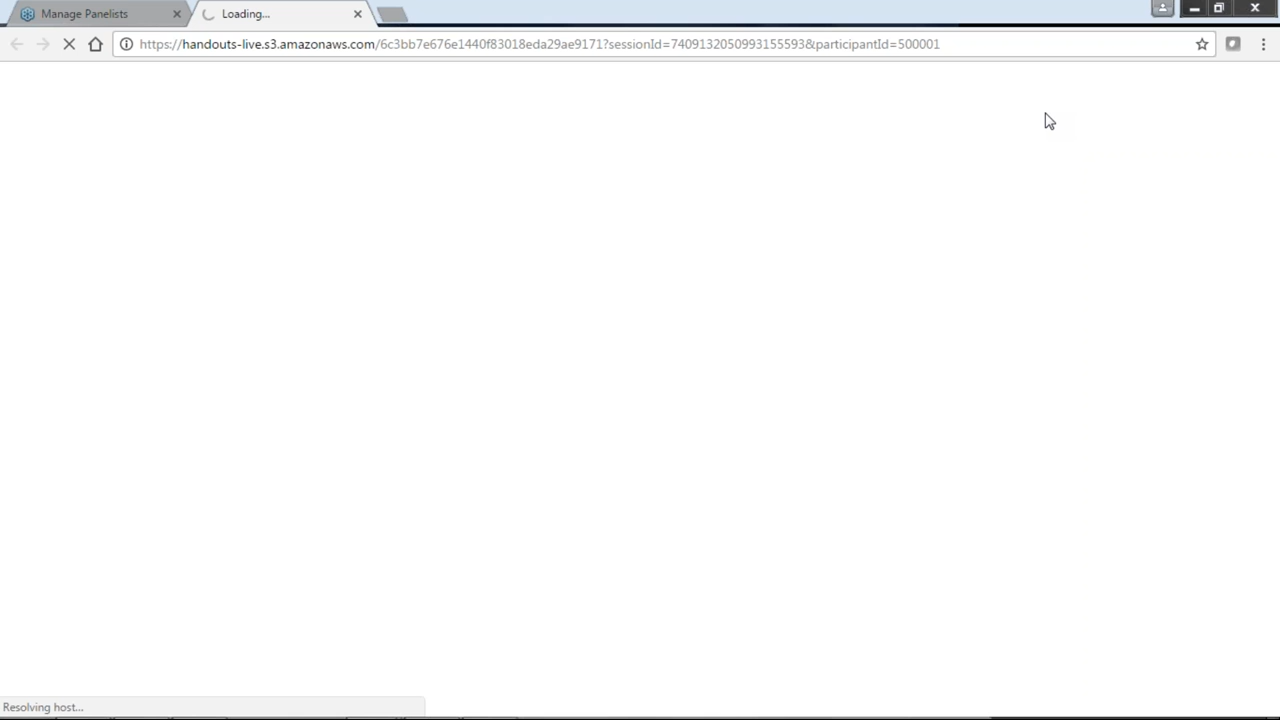 Manage Panelists
Loading...
https://handouts-live.s3.amazonaws.com/6c3bb7e676e1440f83018eda29ae9171?sessionId=7409132050993155593&participantId=500001
Resolving host...